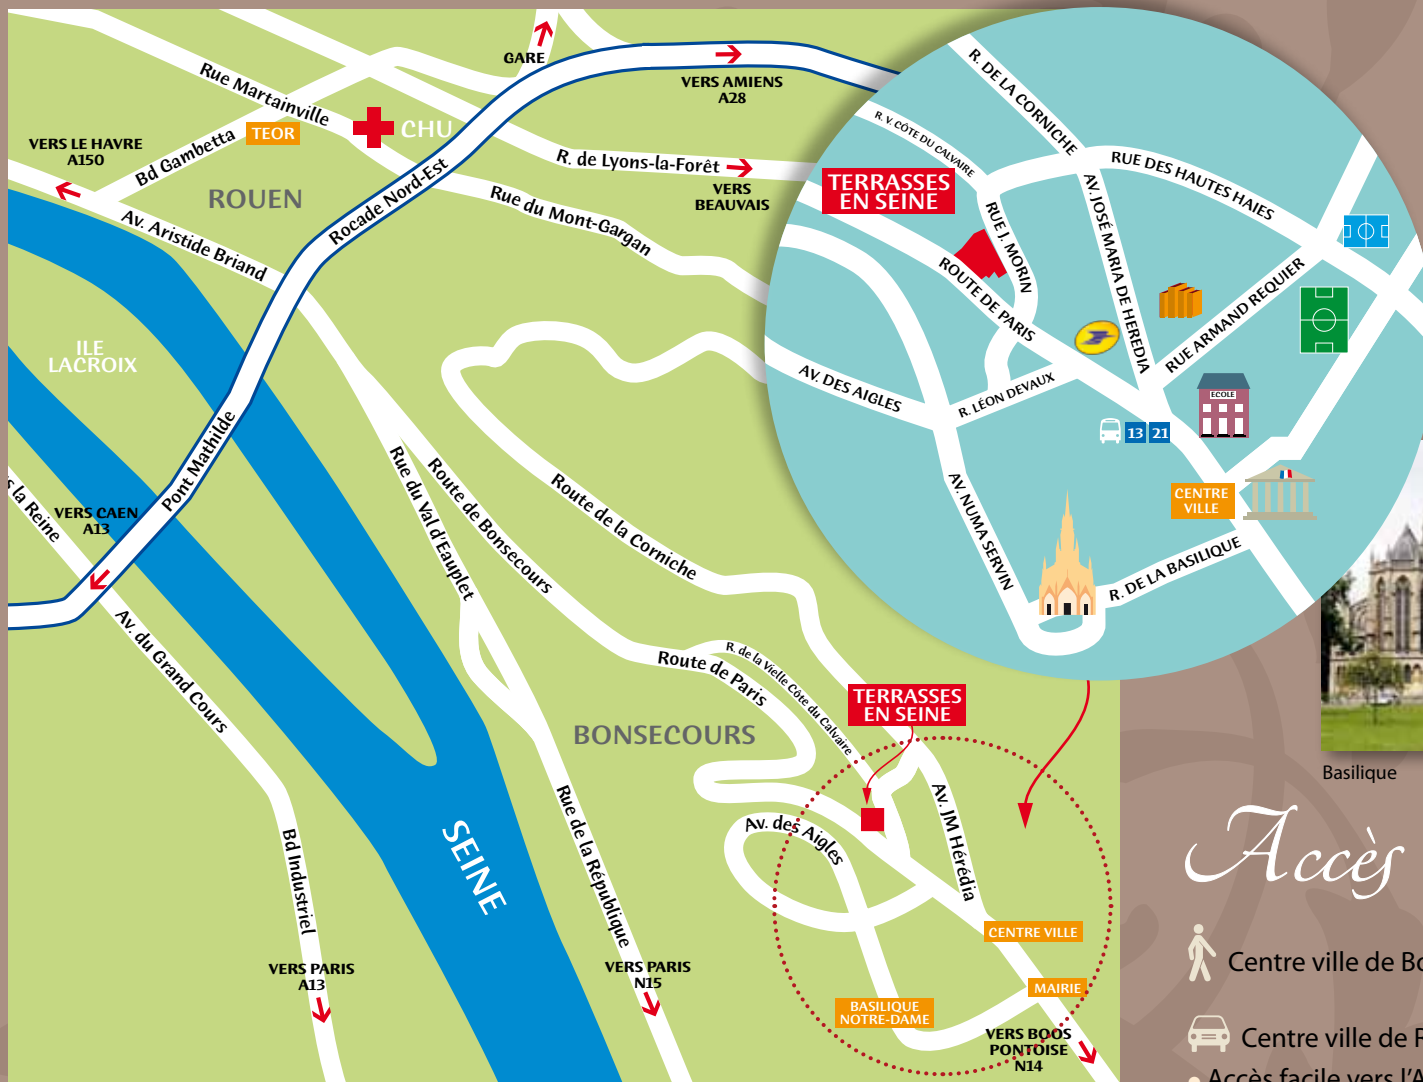 GARE
VERS AMIENS
A28
Rue Martainville
CHU
TEOR
VERS LE HAVRE
A150
Bd Gambetta
ROUEN
Av. Aristide Briand
Rocade Nord-Est
R. de Lyons-la-Forêt
VERS
BEAUVAIS
Rue du Mont-Gargan
ILE
LACROIX
Pont Mathilde
VERS CAEN
A13
s la Reine
Av. du Grand Cours
Bd Industriel
VERS PARIS
A13
SEINE
Rue du Val d'Eauplet
Route de Bonsecours
Route de la Corniche
Route de Paris
R. de la Vielle Côte du Calvaire
BONSECOURS
TERRASSES
EN SEINE
Av. des Aigles
Av. JM Hérédia
Rue de la République
VERS PARIS
N15
CENTRE VILLE
MAIRIE
BASILIQUE
NOTRE-DAME
VERS BOOS
PONTOISE
N14
R. DE LA CORNICHE
R. V. CÔTE DU CALVAIRE
RUE DES HAUTES HAIES
TERRASSES
EN SEINE
RUE J. MORIN
AV. JOSÉ MARIA DE HEREDIA
ROUTE DE PARIS
RUE ARMAND REQUIER
AV. DES AIGLES
R. LÉON DEVAUX
ECOLE
13 21
CENTRE
VILLE
AV. NUMA SERVIN
R. DE LA BASILIQUE
Basilique
Accès
Centre ville de Bo
Centre ville de R
• Accès facile vers l'A